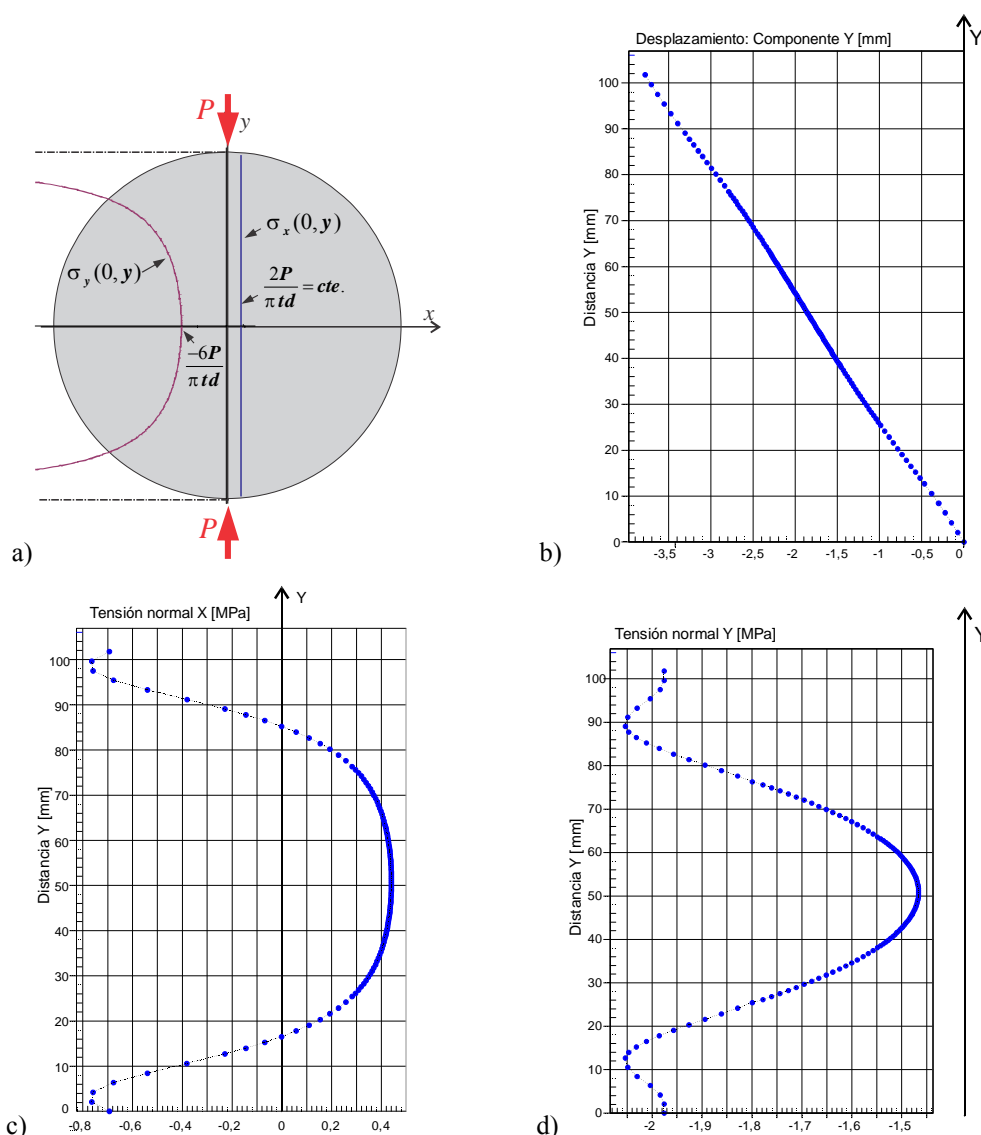 P
y
σx(0, y)
σy(0, y)
2P
π td
= cte.
x
−6P
π td
P
a)
Y
Desplazamiento: Componente Y [mm]
Distancia Y [mm]
100
90
80
70
60
50
40
30
20
10
0
-3,5 -3 -2,5 -2 -1,5 -1 -0,5 0
b)
Y
Tensión normal X [MPa]
Distancia Y [mm]
100
90
80
70
60
50
40
30
20
10
0
-0,8 -0,6 -0,4 -0,2 0 0,2 0,4
c)
Y
Tensión normal Y [MPa]
Distancia Y [mm]
100
90
80
70
60
50
40
30
20
10
0
-2 -1,9 -1,8 -1,7 -1,6 -1,5
d)